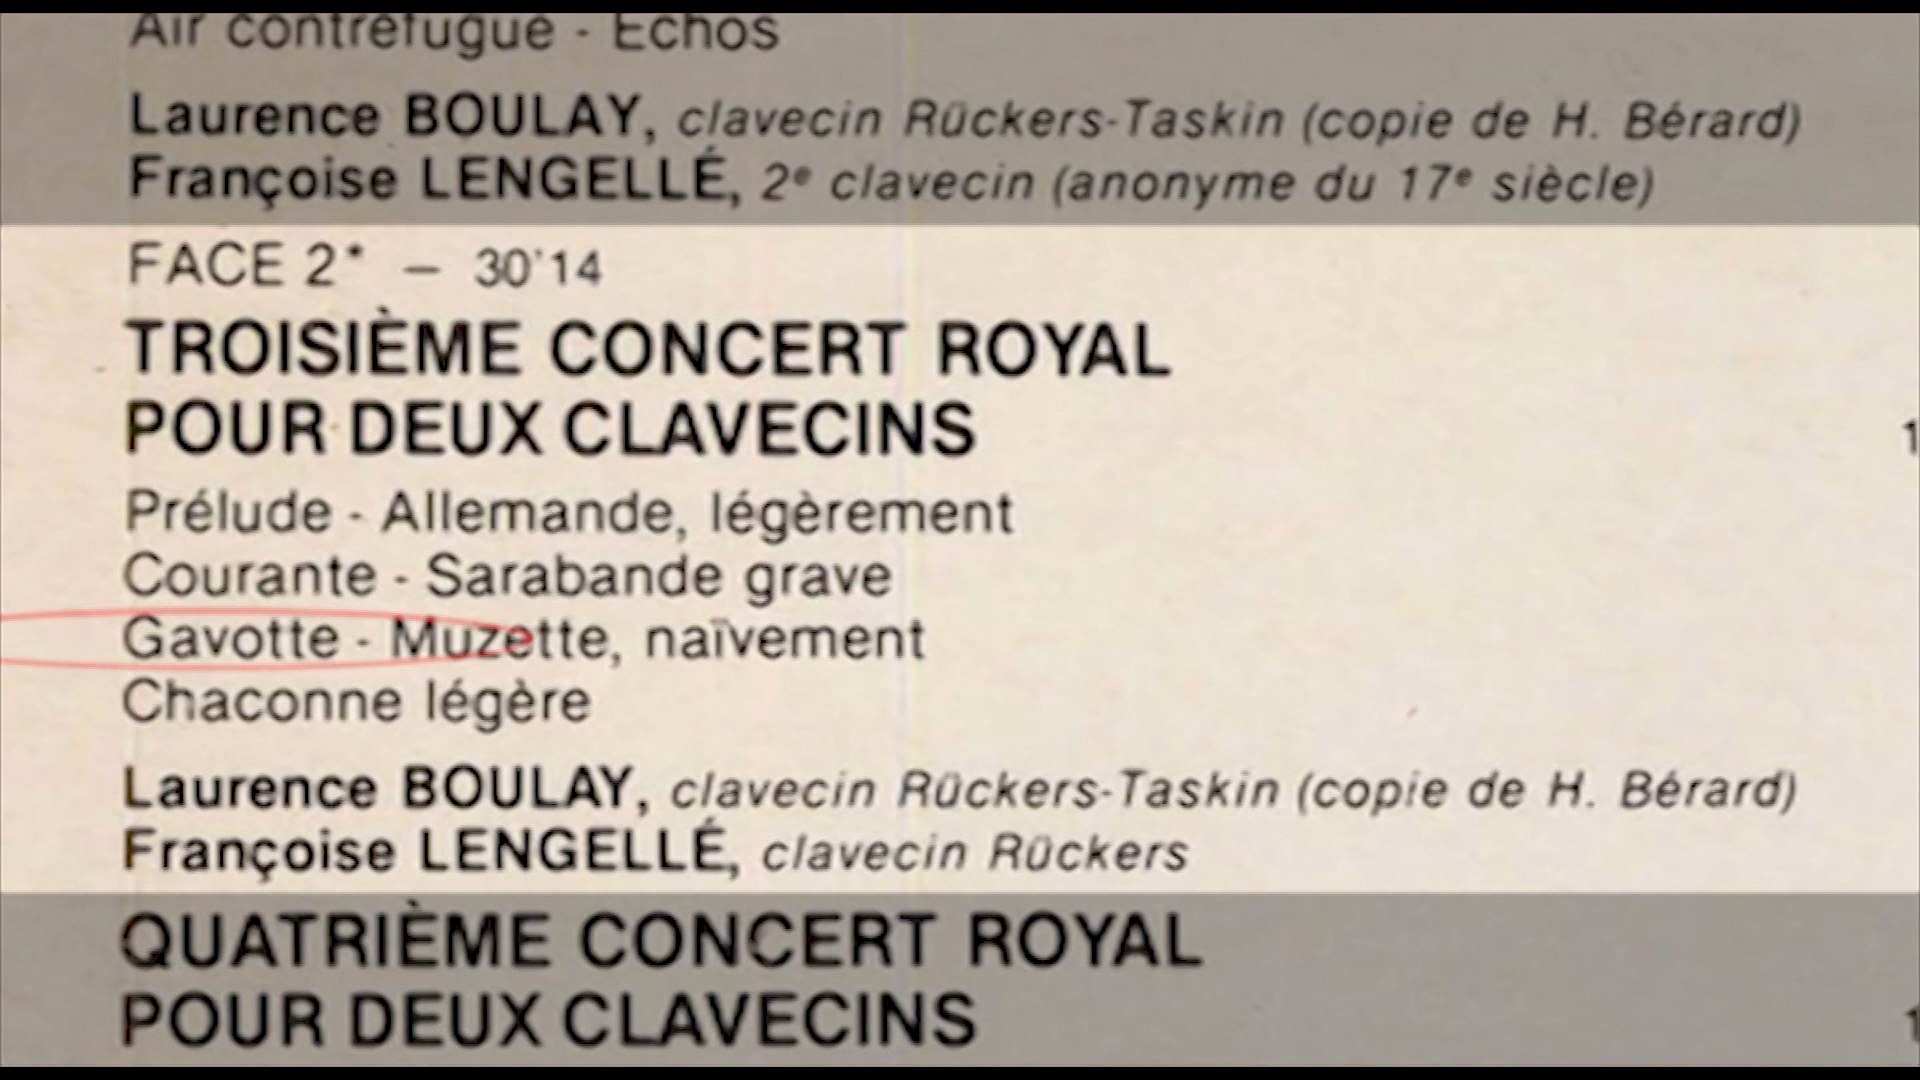 Air contrefugue - Echos
Laurence BOULAY, clavecin Rückers-Taskin (copie de H. Bérard)
Françoise LENGELLÉ, 2e clavecin (anonyme du 17e siècle)
FACE 2* — 30'14
TROISIÈME CONCERT ROYAL
POUR DEUX CLAVECINS
1
Prélude - Allemande, légèrement
Courante - Sarabande grave
Gavotte - Muzette, naïvement
Chaconne légère
Laurence BOULAY, clavecin Rückers-Taskin (copie de H. Bérard)
Françoise LENGELLÉ, clavecin Rückers
QUATRIÈME CONCERT ROYAL
POUR DEUX CLAVECINS
1